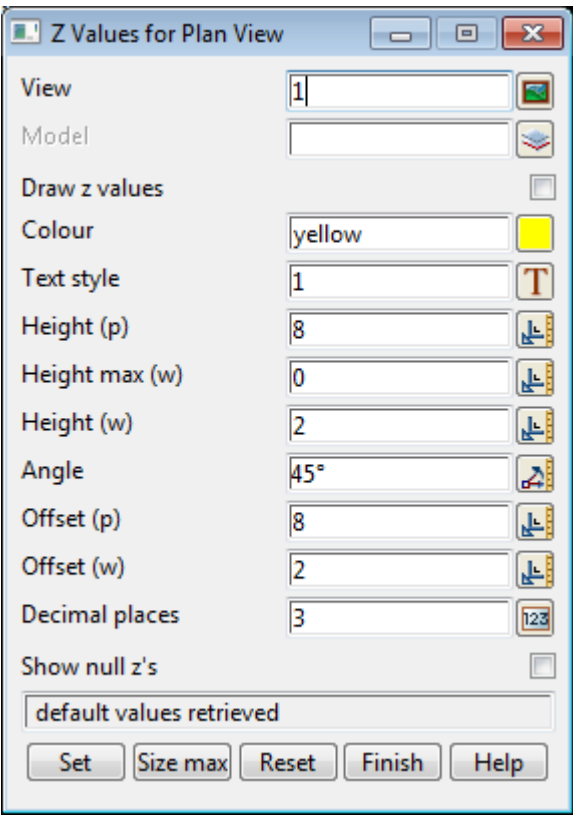 Z Values for Plan View
View 1
Model
Draw z values
Colour yellow
Text style 1 T
Height (p) 8
Height max (w) 0
Height (w) 2
Angle 45°
Offset (p) 8
Offset (w) 2
Decimal places 3 123
Show null z's
default values retrieved
Set Size max Reset Finish Help